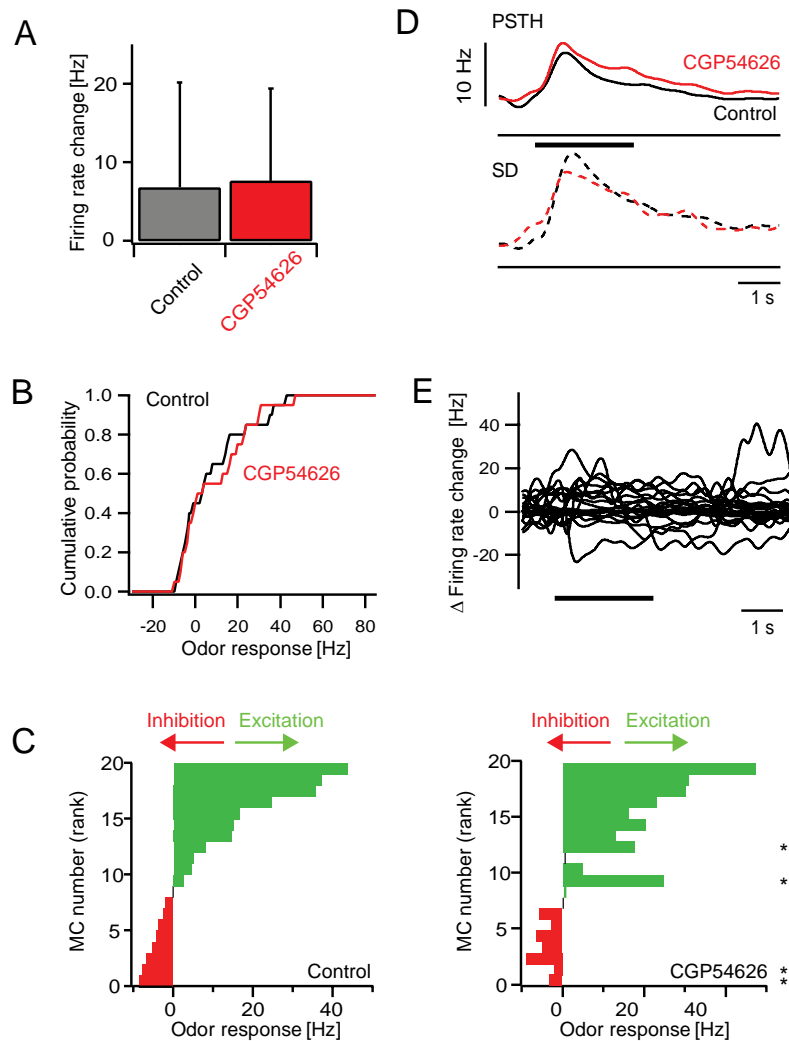 A
Firing rate change [Hz]
20
10
0
Control
CGP54626
B
Cumulative probability
1.0
0.8
0.6
0.4
0.2
0.0
Control
CGP54626
-20 0 20 40 60 80
Odor response [Hz]
C
Inhibition Excitation
MC number (rank)
20
15
10
5
0
Control
0 20 40
Odor response [Hz]
Inhibition Excitation
MC number (rank)
20
15
10
5
0
*
*
*
*
CGP54626
0 20 40
Odor response [Hz]
D
PSTH
10 Hz
CGP54626
Control
SD
1 s
E
Δ Firing rate change [Hz]
40
20
0
-20
1 s